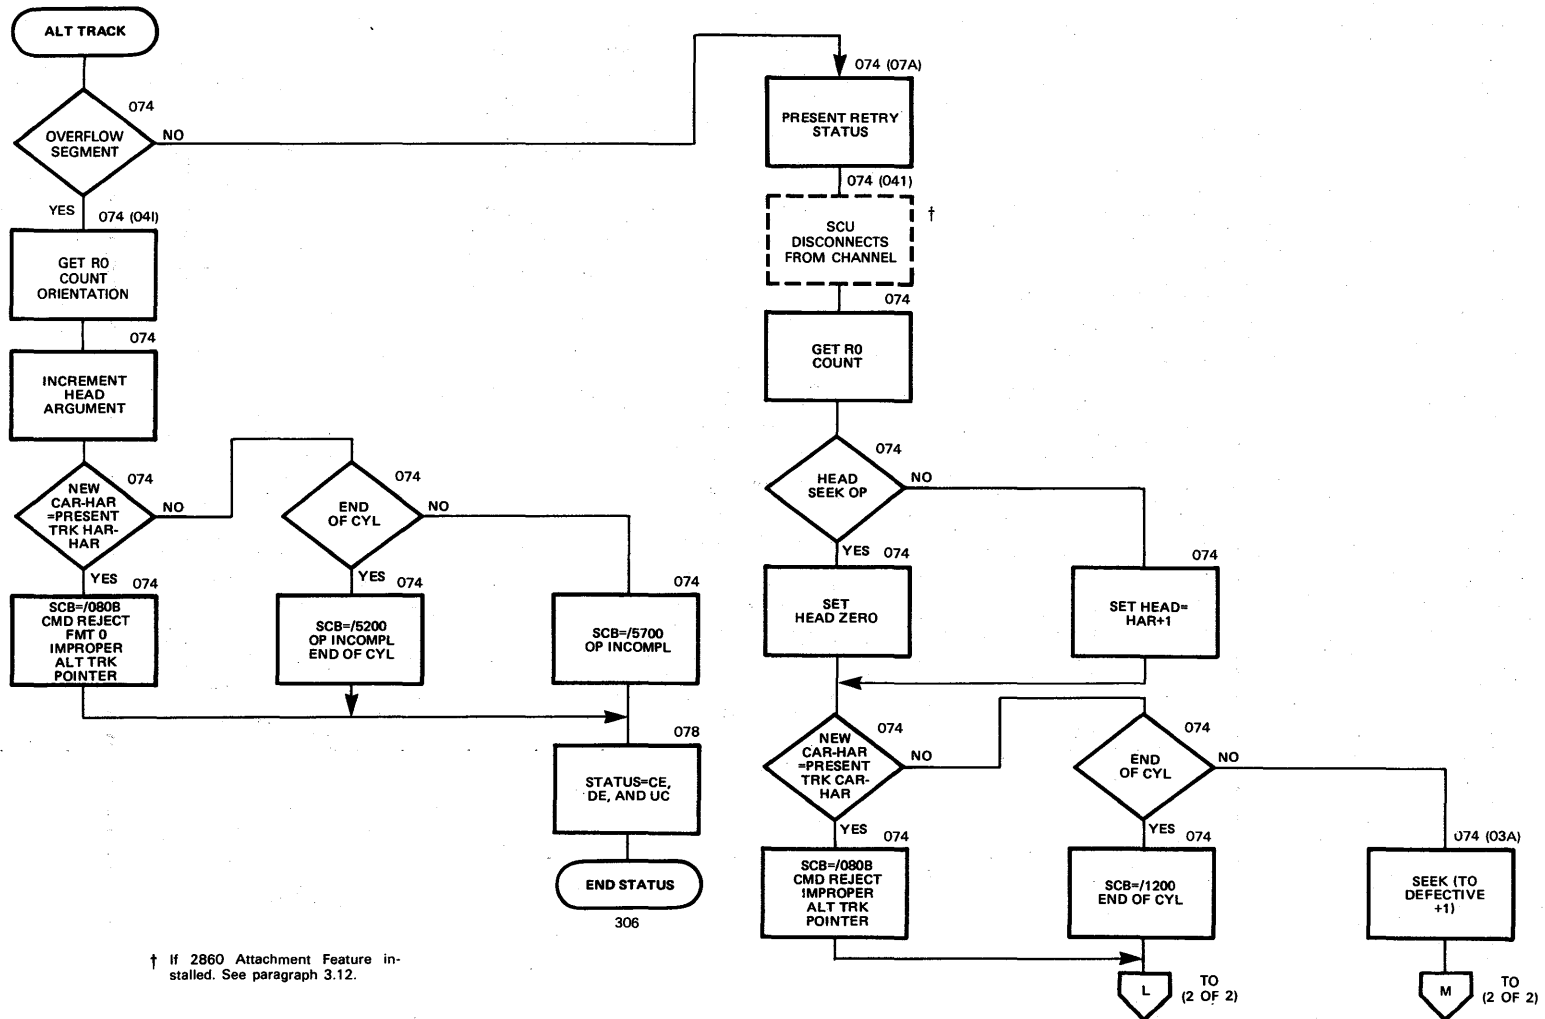 ALT TRACK
074
OVERFLOW
SEGMENT
NO
YES
074 (04I)
GET R0
COUNT
ORIENTATION
074
INCREMENT
HEAD
ARGUMENT
074
NEW
CAR-HAR
=PRESENT
TRK HAR-
HAR
NO
YES
074
SCB=/080B
CMD REJECT
FMT 0
IMPROPER
ALT TRK
POINTER
074
END
OF CYL
NO
YES
074
SCB=/5200
OP INCOMPL
END OF CYL
074
SCB=/5700
OP INCOMPL
078
STATUS=CE,
DE, AND UC
END STATUS
306
† If 2860 Attachment Feature in-
stalled. See paragraph 3.12.
074 (07A)
PRESENT RETRY
STATUS
074 (041)
SCU
DISCONNECTS
FROM CHANNEL
†
074
GET R0
COUNT
074
HEAD
SEEK OP
NO
YES
074
SET
HEAD ZERO
074
SET HEAD=
HAR+1
074
NEW
CAR-HAR
=PRESENT
TRK CAR-
HAR
NO
YES
074
SCB=/080B
CMD REJECT
IMPROPER
ALT TRK
POINTER
074
END
OF CYL
NO
YES
074
SCB=/1200
END OF CYL
074 (03A)
SEEK (TO
DEFECTIVE
+1)
L
TO
(2 OF 2)
M
TO
(2 OF 2)